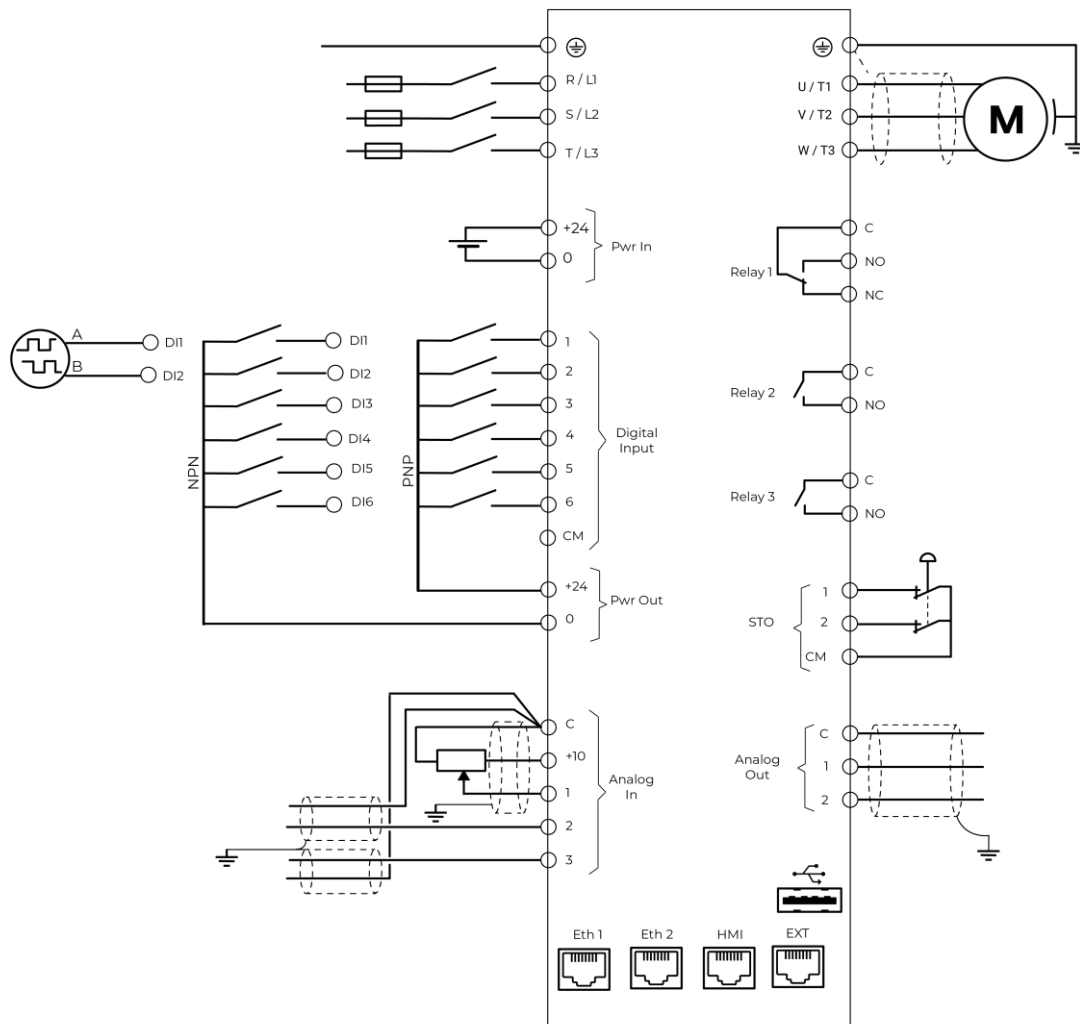 R / L1
S / L2
T / L3
U / T1
V / T2
W / T3
M
+24
0
Pwr In
Relay 1
C
NO
NC
A
B
DI1
DI2
NPN
DI1
DI2
DI3
DI4
DI5
DI6
PNP
1
2
3
4
5
6
CM
Digital
Input
Relay 2
C
NO
Relay 3
C
NO
+24
0
Pwr Out
STO
1
2
CM
C
+10
1
2
3
Analog
In
Analog
Out
C
1
2
Eth 1
Eth 2
HMI
EXT